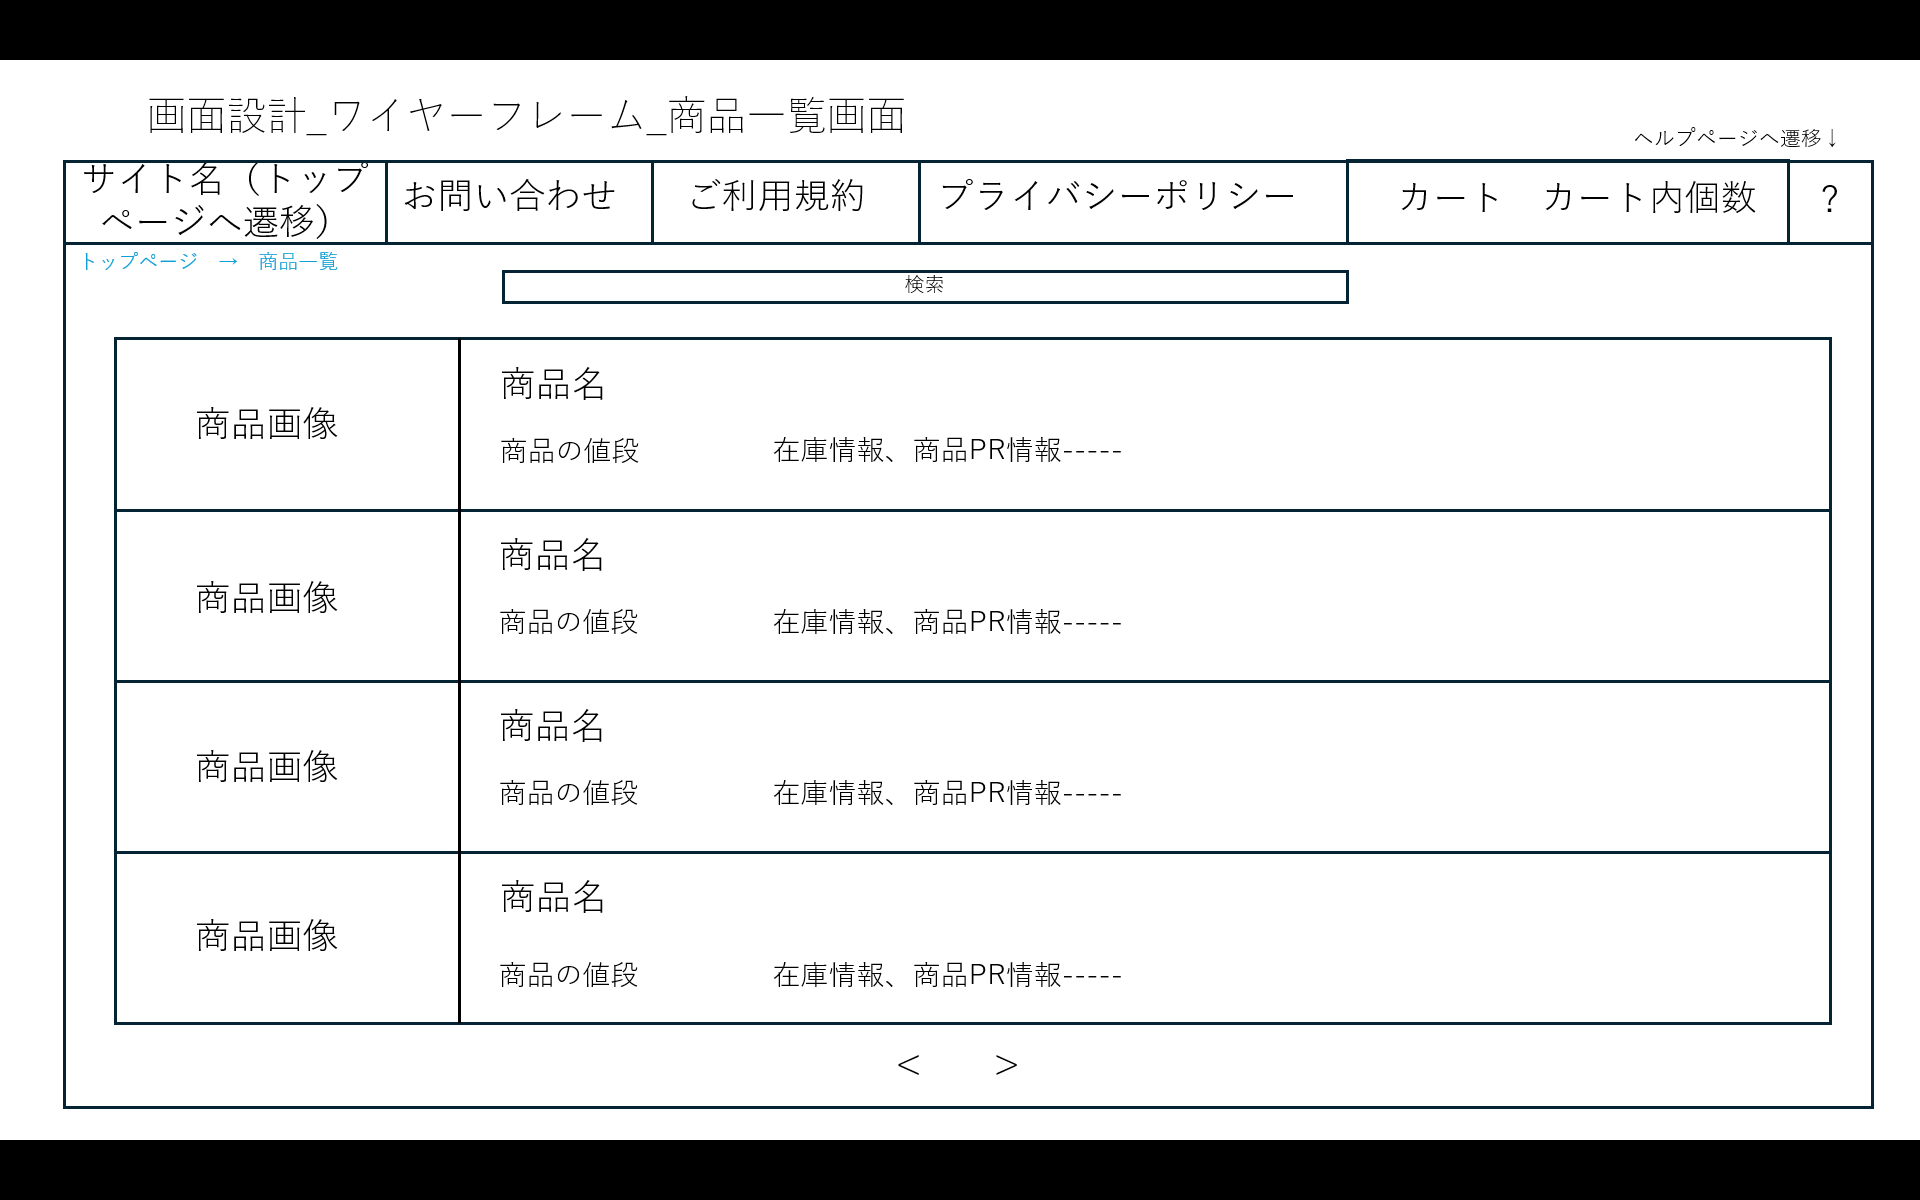 画面設計_ワイヤーフレーム_商品一覧画面
ヘルプページへ遷移↓
サイト名（トップ
ページへ遷移）
お問い合わせ
ご利用規約
プライバシーポリシー
カート　カート内個数
？
トップページ　→　商品一覧
検索
商品画像
商品名
商品の値段
在庫情報、商品PR情報-----
商品画像
商品名
商品の値段
在庫情報、商品PR情報-----
商品画像
商品名
商品の値段
在庫情報、商品PR情報-----
商品画像
商品名
商品の値段
在庫情報、商品PR情報-----
＜　＞